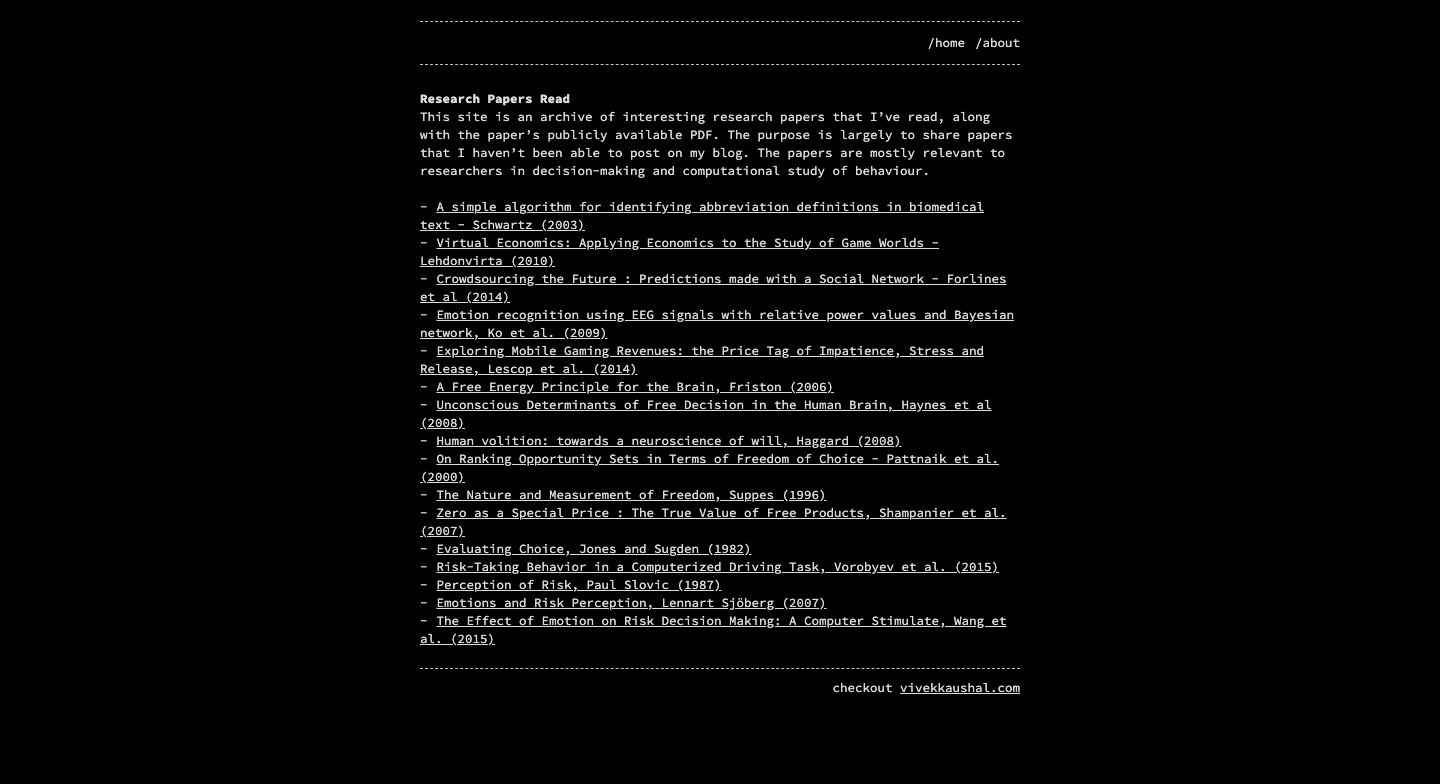 /home /about
Research Papers Read
This site is an archive of interesting research papers that I’ve read, along
with the paper’s publicly available PDF. The purpose is largely to share papers
that I haven’t been able to post on my blog. The papers are mostly relevant to
researchers in decision-making and computational study of behaviour.
- A simple algorithm for identifying abbreviation definitions in biomedical
text - Schwartz (2003)
- Virtual Economics: Applying Economics to the Study of Game Worlds -
Lehdonvirta (2010)
- Crowdsourcing the Future : Predictions made with a Social Network - Forlines
et al (2014)
- Emotion recognition using EEG signals with relative power values and Bayesian
network, Ko et al. (2009)
- Exploring Mobile Gaming Revenues: the Price Tag of Impatience, Stress and
Release, Lescop et al. (2014)
- A Free Energy Principle for the Brain, Friston (2006)
- Unconscious Determinants of Free Decision in the Human Brain, Haynes et al
(2008)
- Human volition: towards a neuroscience of will, Haggard (2008)
- On Ranking Opportunity Sets in Terms of Freedom of Choice - Pattnaik et al.
(2000)
- The Nature and Measurement of Freedom, Suppes (1996)
- Zero as a Special Price : The True Value of Free Products, Shampanier et al.
(2007)
- Evaluating Choice, Jones and Sugden (1982)
- Risk-Taking Behavior in a Computerized Driving Task, Vorobyev et al. (2015)
- Perception of Risk, Paul Slovic (1987)
- Emotions and Risk Perception, Lennart Sjöberg (2007)
- The Effect of Emotion on Risk Decision Making: A Computer Stimulate, Wang et
al. (2015)
checkout vivekkaushal.com